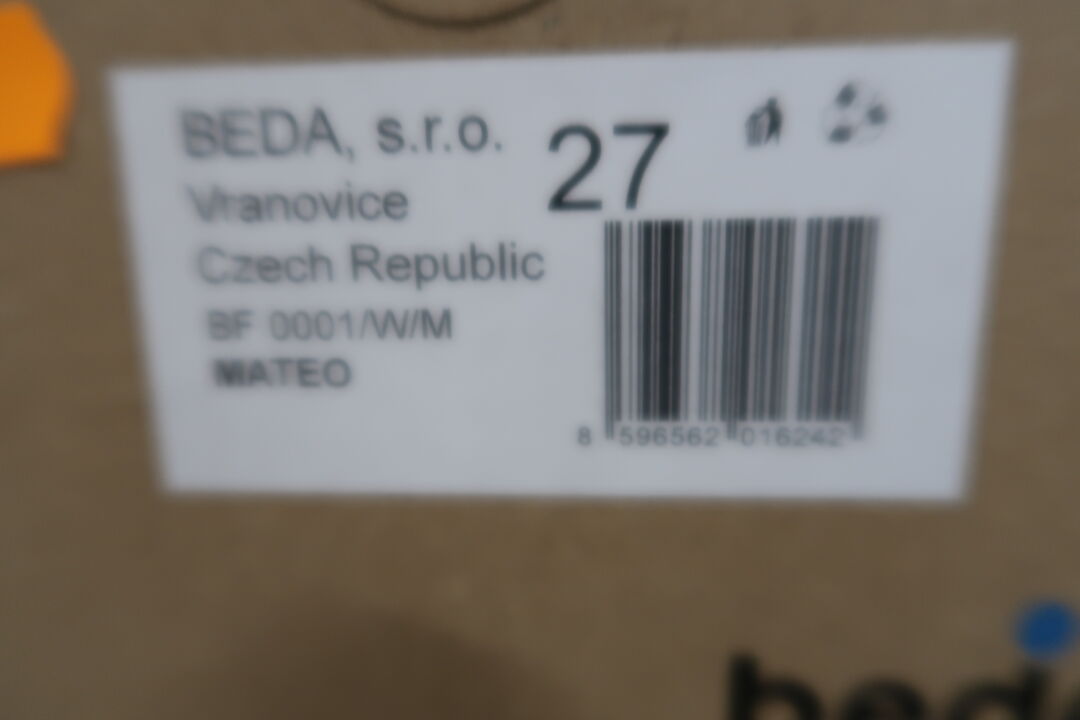 BEDA, s.r.o.
27
Vranovice
Czech Republic
BF 0001/W/M
MATEO
8 596562 016242